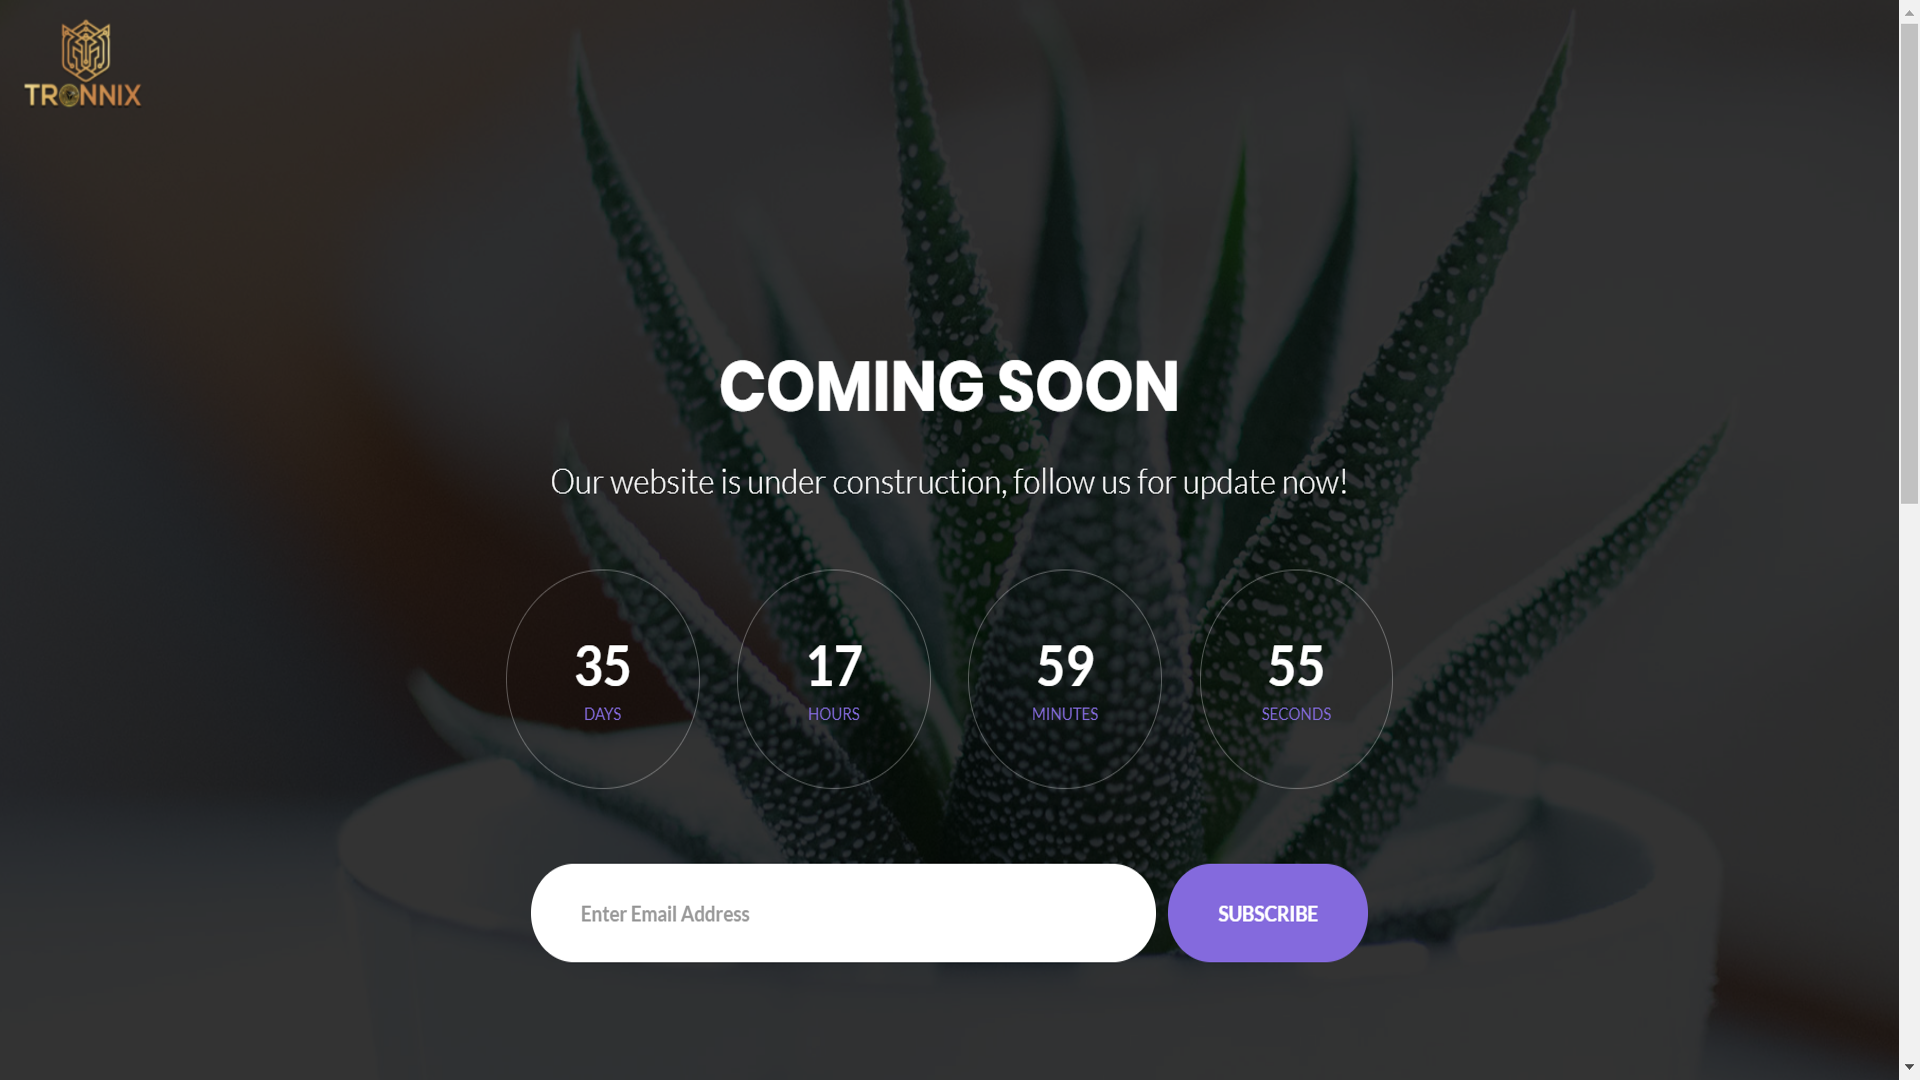 TRONNIX
COMING SOON
Our website is under construction, follow us for update now!
35 17 59 55
DAYS HOURS MINUTES SECONDS
Enter Email Address SUBSCRIBE